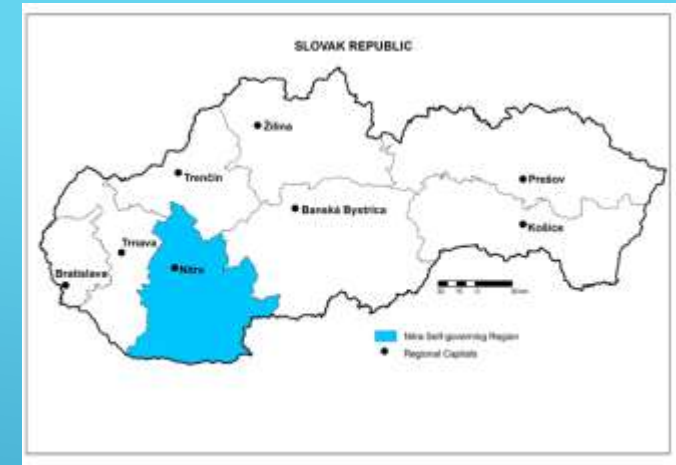 SLOVAK REPUBLIC
Žilina
Trenčín
Prešov
Banská Bystrica
Košice
Trnava
Nitra
Bratislava
Nitra Self-governing Region
Regional Capitals